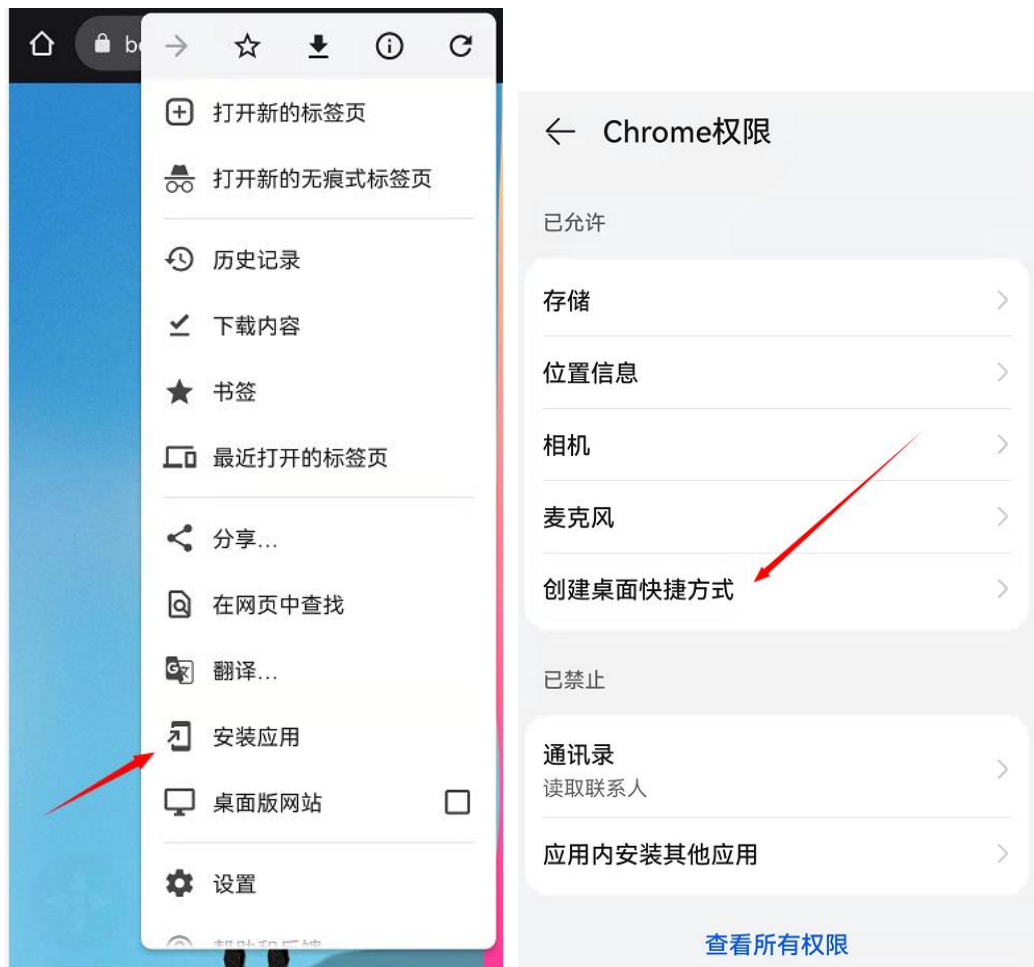 打开新的标签页
打开新的无痕式标签页
历史记录
下载内容
书签
最近打开的标签页
分享...
在网页中查找
翻译...
安装应用
桌面版网站
设置
帮助和反馈
Chrome权限
已允许
存储
位置信息
相机
麦克风
创建桌面快捷方式
已禁止
通讯录
读取联系人
应用内安装其他应用
查看所有权限